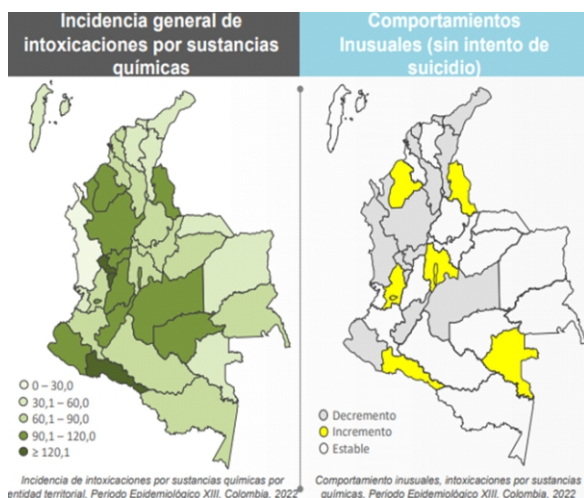 Incidencia general de
intoxicaciones por sustancias
químicas
Comportamientos
Inusuales (sin intento de
suicidio)
0 – 30,0
30,1 – 60,0
60,1 – 90,0
90,1 – 120,0
≥ 120,1
Decremento
Incremento
Estable
Incidencia de intoxicaciones por sustancias químicas por
entidad territorial. Periodo Epidemiológico XIII. Colombia, 2022
Comportamiento inusuales, intoxicaciones por sustancias
químicas. Periodo Epidemiológico XIII. Colombia, 2022